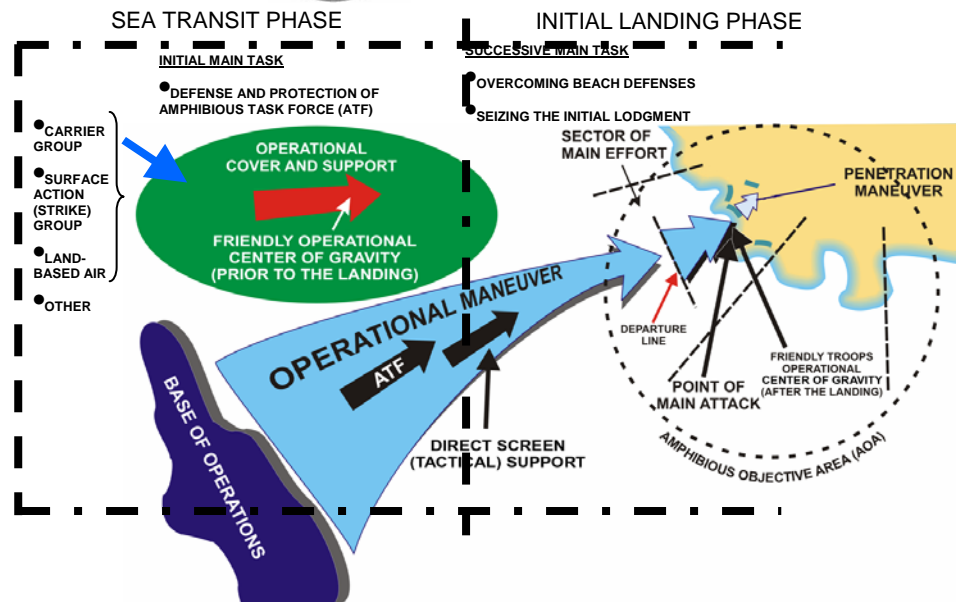 SEA TRANSIT PHASE
INITIAL LANDING PHASE
INITIAL MAIN TASK
●DEFENSE AND PROTECTION OF
AMPHIBIOUS TASK FORCE (ATF)
SUCCESSIVE MAIN TASK
●OVERCOMING BEACH DEFENSES
●SEIZING THE INITIAL LODGMENT
●CARRIER
GROUP
●SURFACE
ACTION
(STRIKE)
GROUP
●LAND-
BASED AIR
●OTHER
OPERATIONAL
COVER AND SUPPORT
FRIENDLY OPERATIONAL
CENTER OF GRAVITY
(PRIOR TO THE LANDING)
SECTOR OF
MAIN EFFORT
PENETRATION
MANEUVER
OPERATIONAL MANEUVER
ATF
BASE OF OPERATIONS
DIRECT SCREEN
(TACTICAL) SUPPORT
DEPARTURE
LINE
POINT OF
MAIN ATTACK
FRIENDLY TROOPS
OPERATIONAL
CENTER OF GRAVITY
(AFTER THE LANDING)
AMPHIBIOUS OBJECTIVE AREA (AOA)